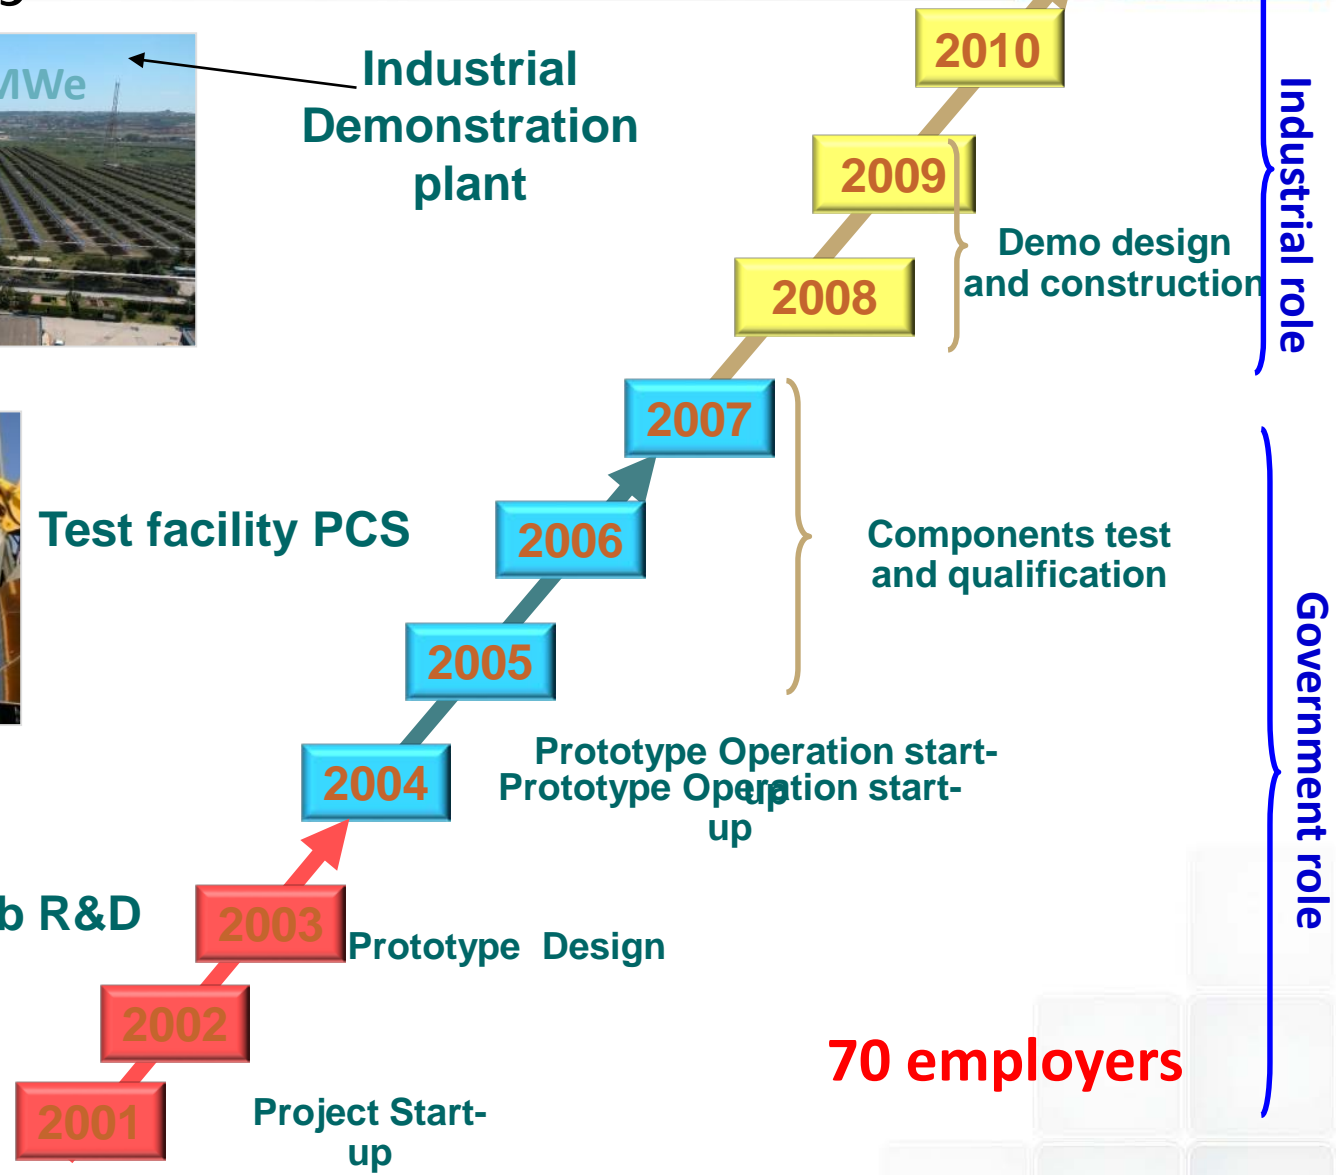 2010
MWe
Industrial
Demonstration
plant
Industrial role
2009
Demo design
and construction
2008
2007
Test facility PCS
2006
Components test
and qualification
Government role
2005
Prototype Operation start-
up
2004
Prototype Operation start-
up
R&D
2003
Prototype Design
2002
70 employers
2001
Project Start-
up